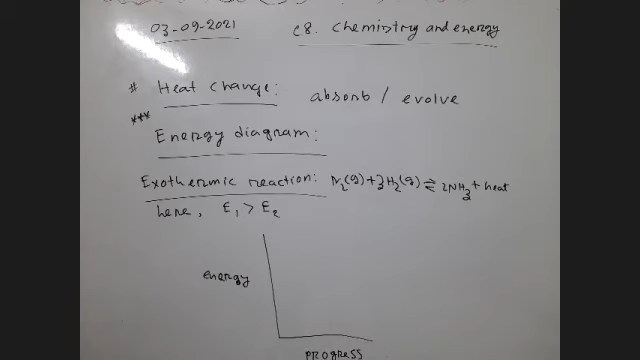 03-09-2021 C8. Chemistry and energy
# Heat change: absorb / evolve
*** Energy diagram:
Exothermic reaction: N₂(g)+3H₂(g) ⇌ 2NH₃ + heat
here, E₁ > E₂
energy
PROGRESS